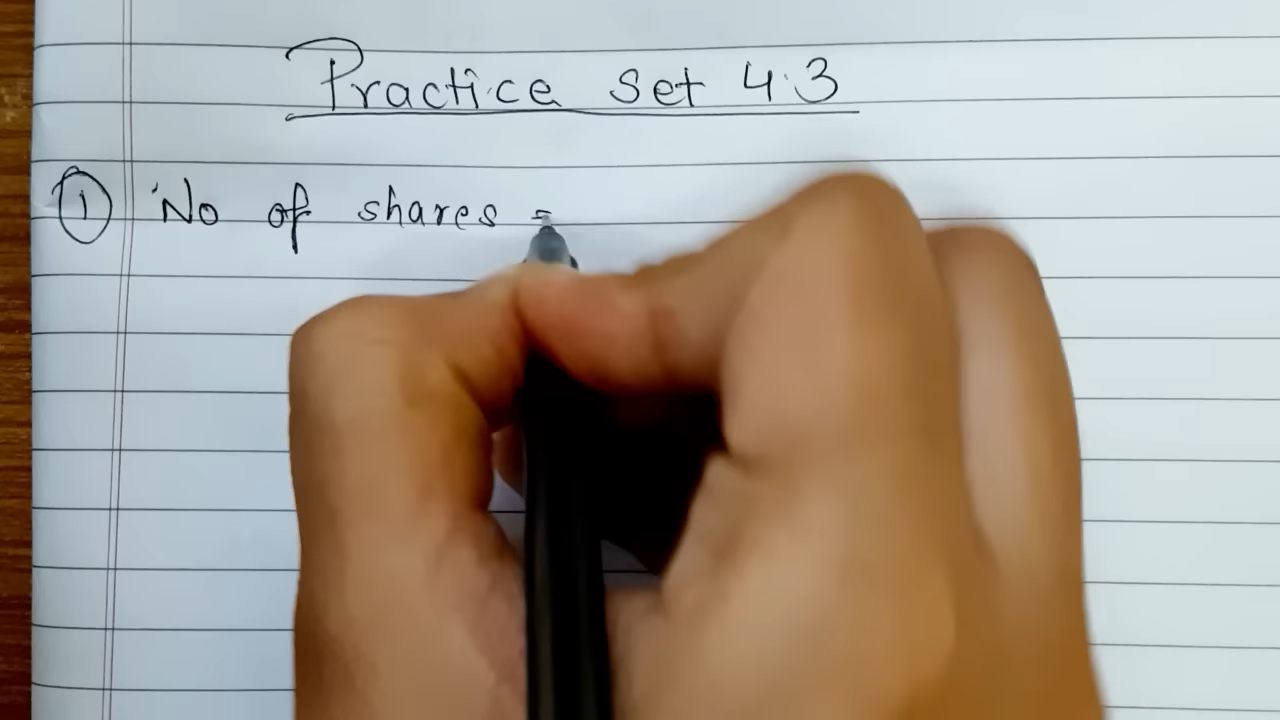 Practice set 4.3
① No of shares =